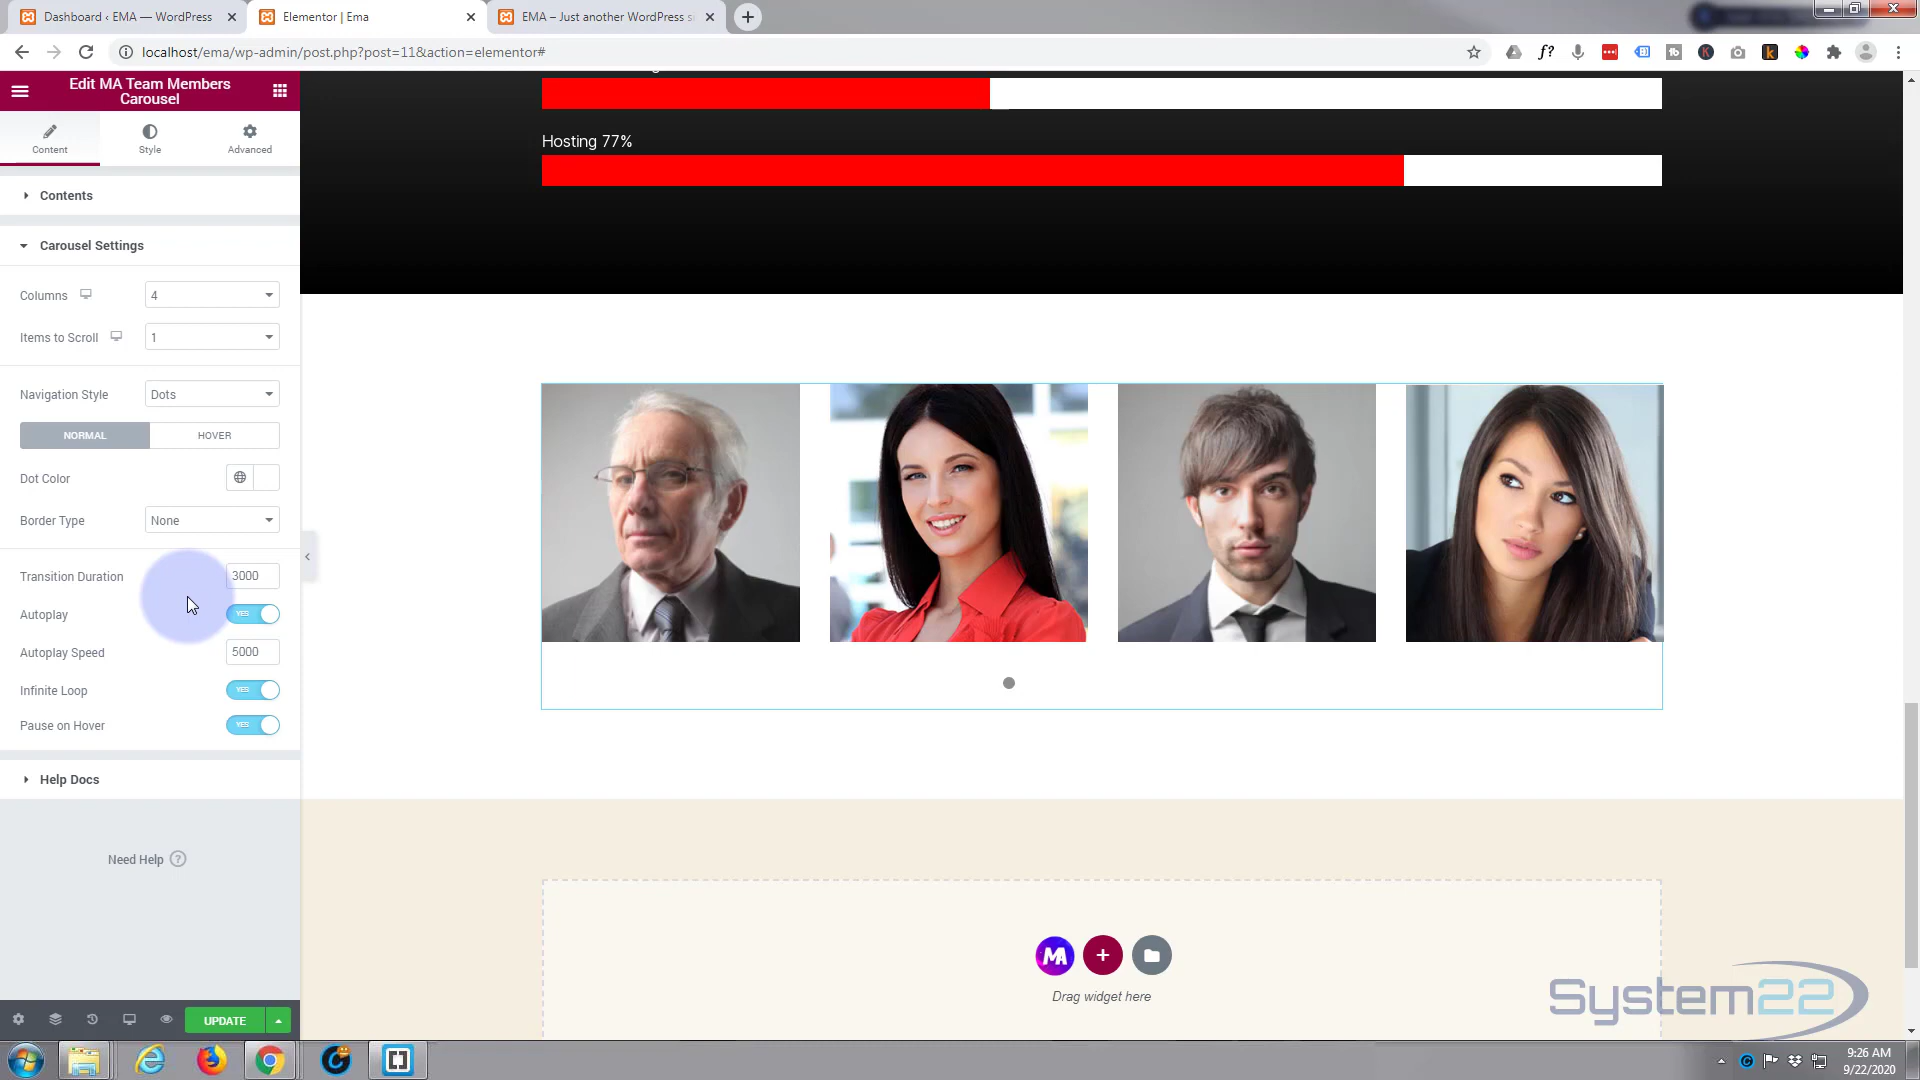 Dashboard ‹ EMA — WordPress
Elementor | Ema
EMA – Just another WordPress s
localhost/ema/wp-admin/post.php?post=11&action=elementor#
f?
Edit MA Team Members
Carousel
Content
Style
Advanced
Contents
Carousel Settings
Columns
4
Items to Scroll
1
Navigation Style
Dots
NORMAL
HOVER
Dot Color
Border Type
None
Transition Duration
3000
Autoplay
YES
Autoplay Speed
5000
Infinite Loop
YES
Pause on Hover
YES
Help Docs
Need Help ?
UPDATE
Hosting 77%
MA
Drag widget here
System22
9:26 AM
9/22/2020